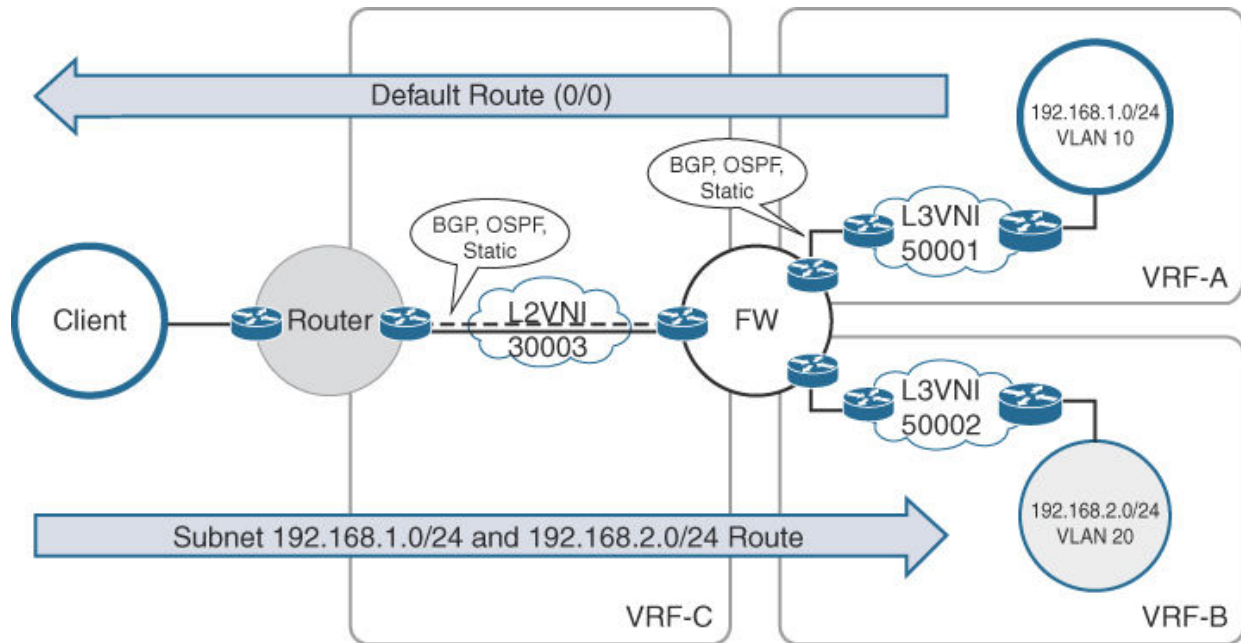 Default Route (0/0)
192.168.1.0/24
VLAN 10
BGP, OSPF,
Static
BGP, OSPF,
Static
L3VNI
50001
VRF-A
Client
Router
L2VNI
30003
FW
L3VNI
50002
192.168.2.0/24
VLAN 20
Subnet 192.168.1.0/24 and 192.168.2.0/24 Route
VRF-C
VRF-B